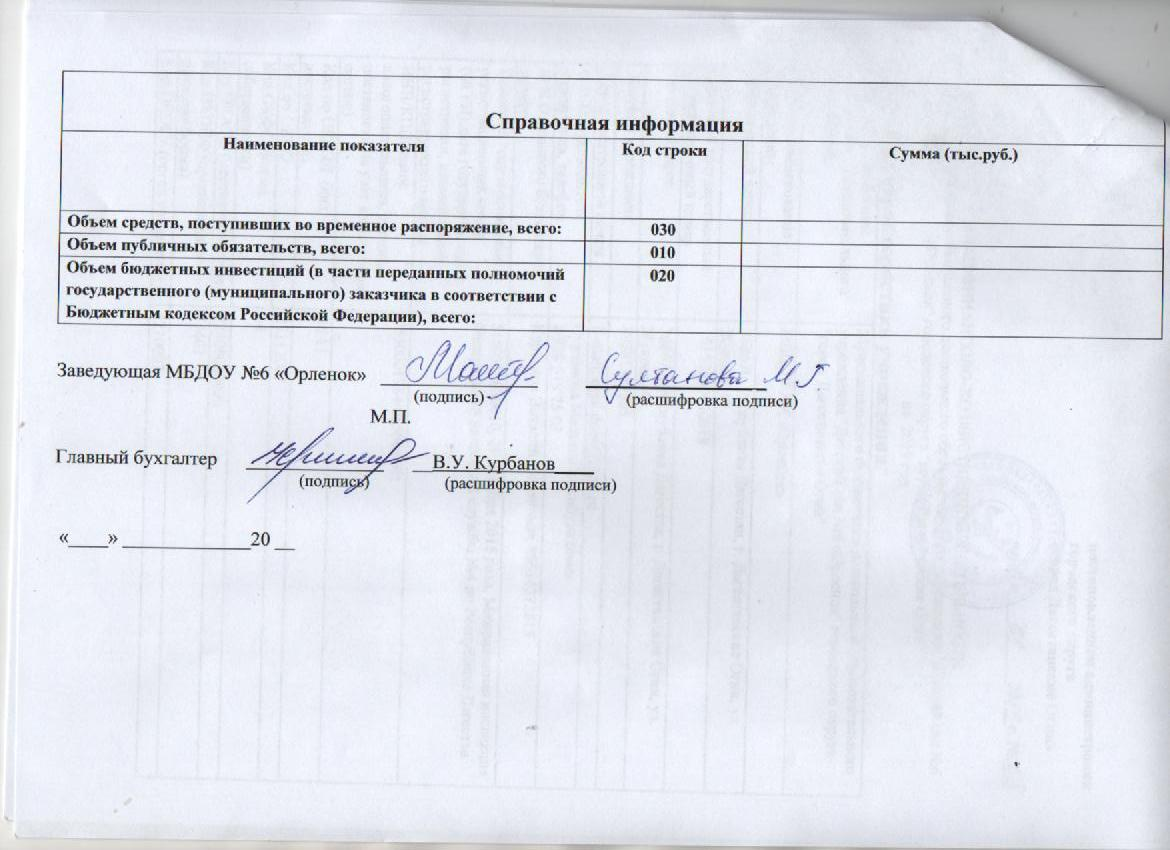 Справочная информация
Наименование показателя Код строки Сумма (тыс.руб.)
Объем средств, поступивших во временное распоряжение, всего: 030
Объем публичных обязательств, всего: 010
Объем бюджетных инвестиций (в части переданных полномочий 020
государственного (муниципального) заказчика в соответствии с
Бюджетным кодексом Российской Федерации), всего:
Заведующая МБДОУ №6 «Орленок» Султанова М.Г.
(подпись) (расшифровка подписи)
М.П.
Главный бухгалтер В.У. Курбанов
(подпись) (расшифровка подписи)
«____» _____________20 __